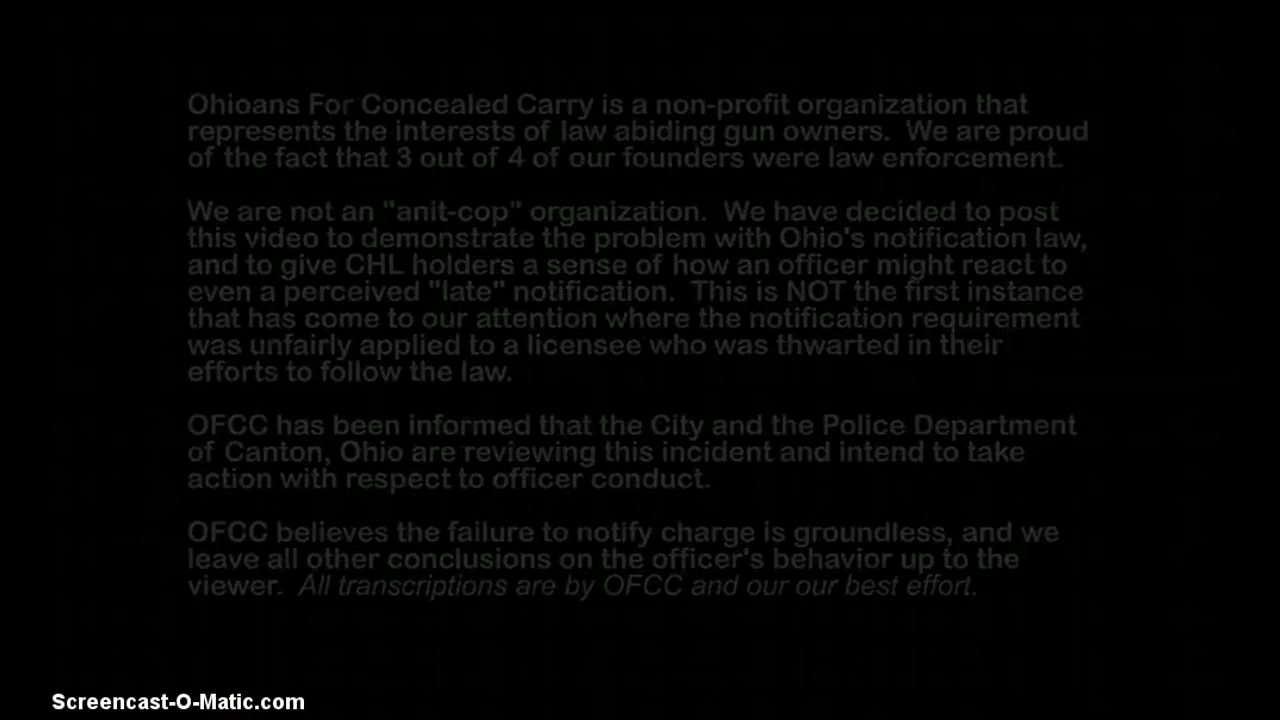 Ohioans For Concealed Carry is a non-profit organization that
represents the interests of law abiding gun owners.  We are proud
of the fact that 3 out of 4 of our founders were law enforcement.
We are not an "anit-cop" organization.  We have decided to post
this video to demonstrate the problem with Ohio's notification law,
and to give CHL holders a sense of how an officer might react to
even a perceived "late" notification.  This is NOT the first instance
that has come to our attention where the notification requirement
was unfairly applied to a licensee who was thwarted in their
efforts to follow the law.
OFCC has been informed that the City and the Police Department
of Canton, Ohio are reviewing this incident and intend to take
action with respect to officer conduct.
OFCC believes the failure to notify charge is groundless, and we
leave all other conclusions on the officer's behavior up to the
viewer.  All transcriptions are by OFCC and our our best effort.
Screencast-O-Matic.com